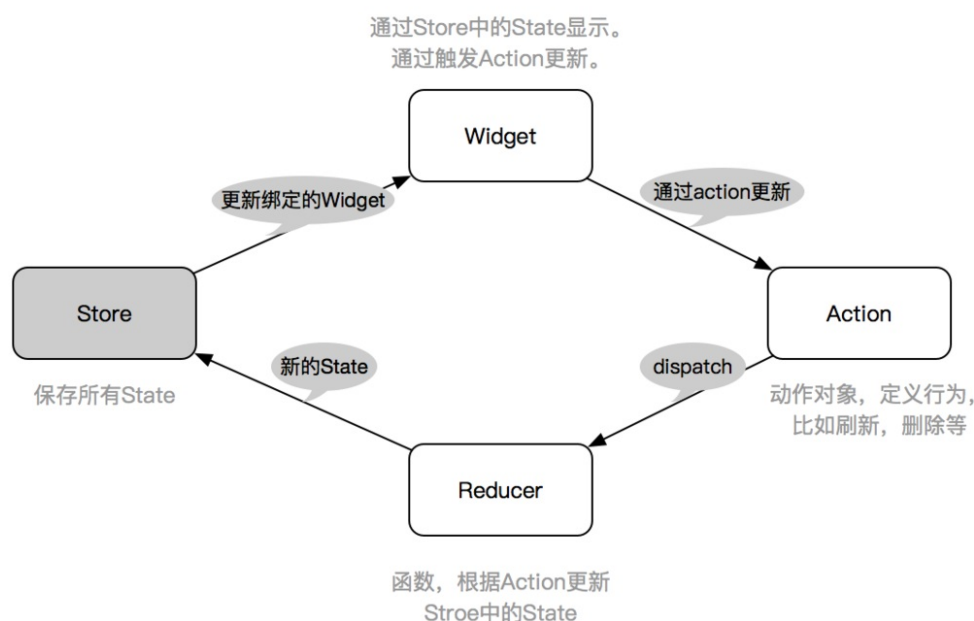 通过Store中的State显示。
通过触发Action更新。
Widget
更新绑定的Widget
通过action更新
Store
Action
新的State
dispatch
保存所有State
动作对象，定义行为，
比如刷新，删除等
Reducer
函数，根据Action更新
Stroe中的State